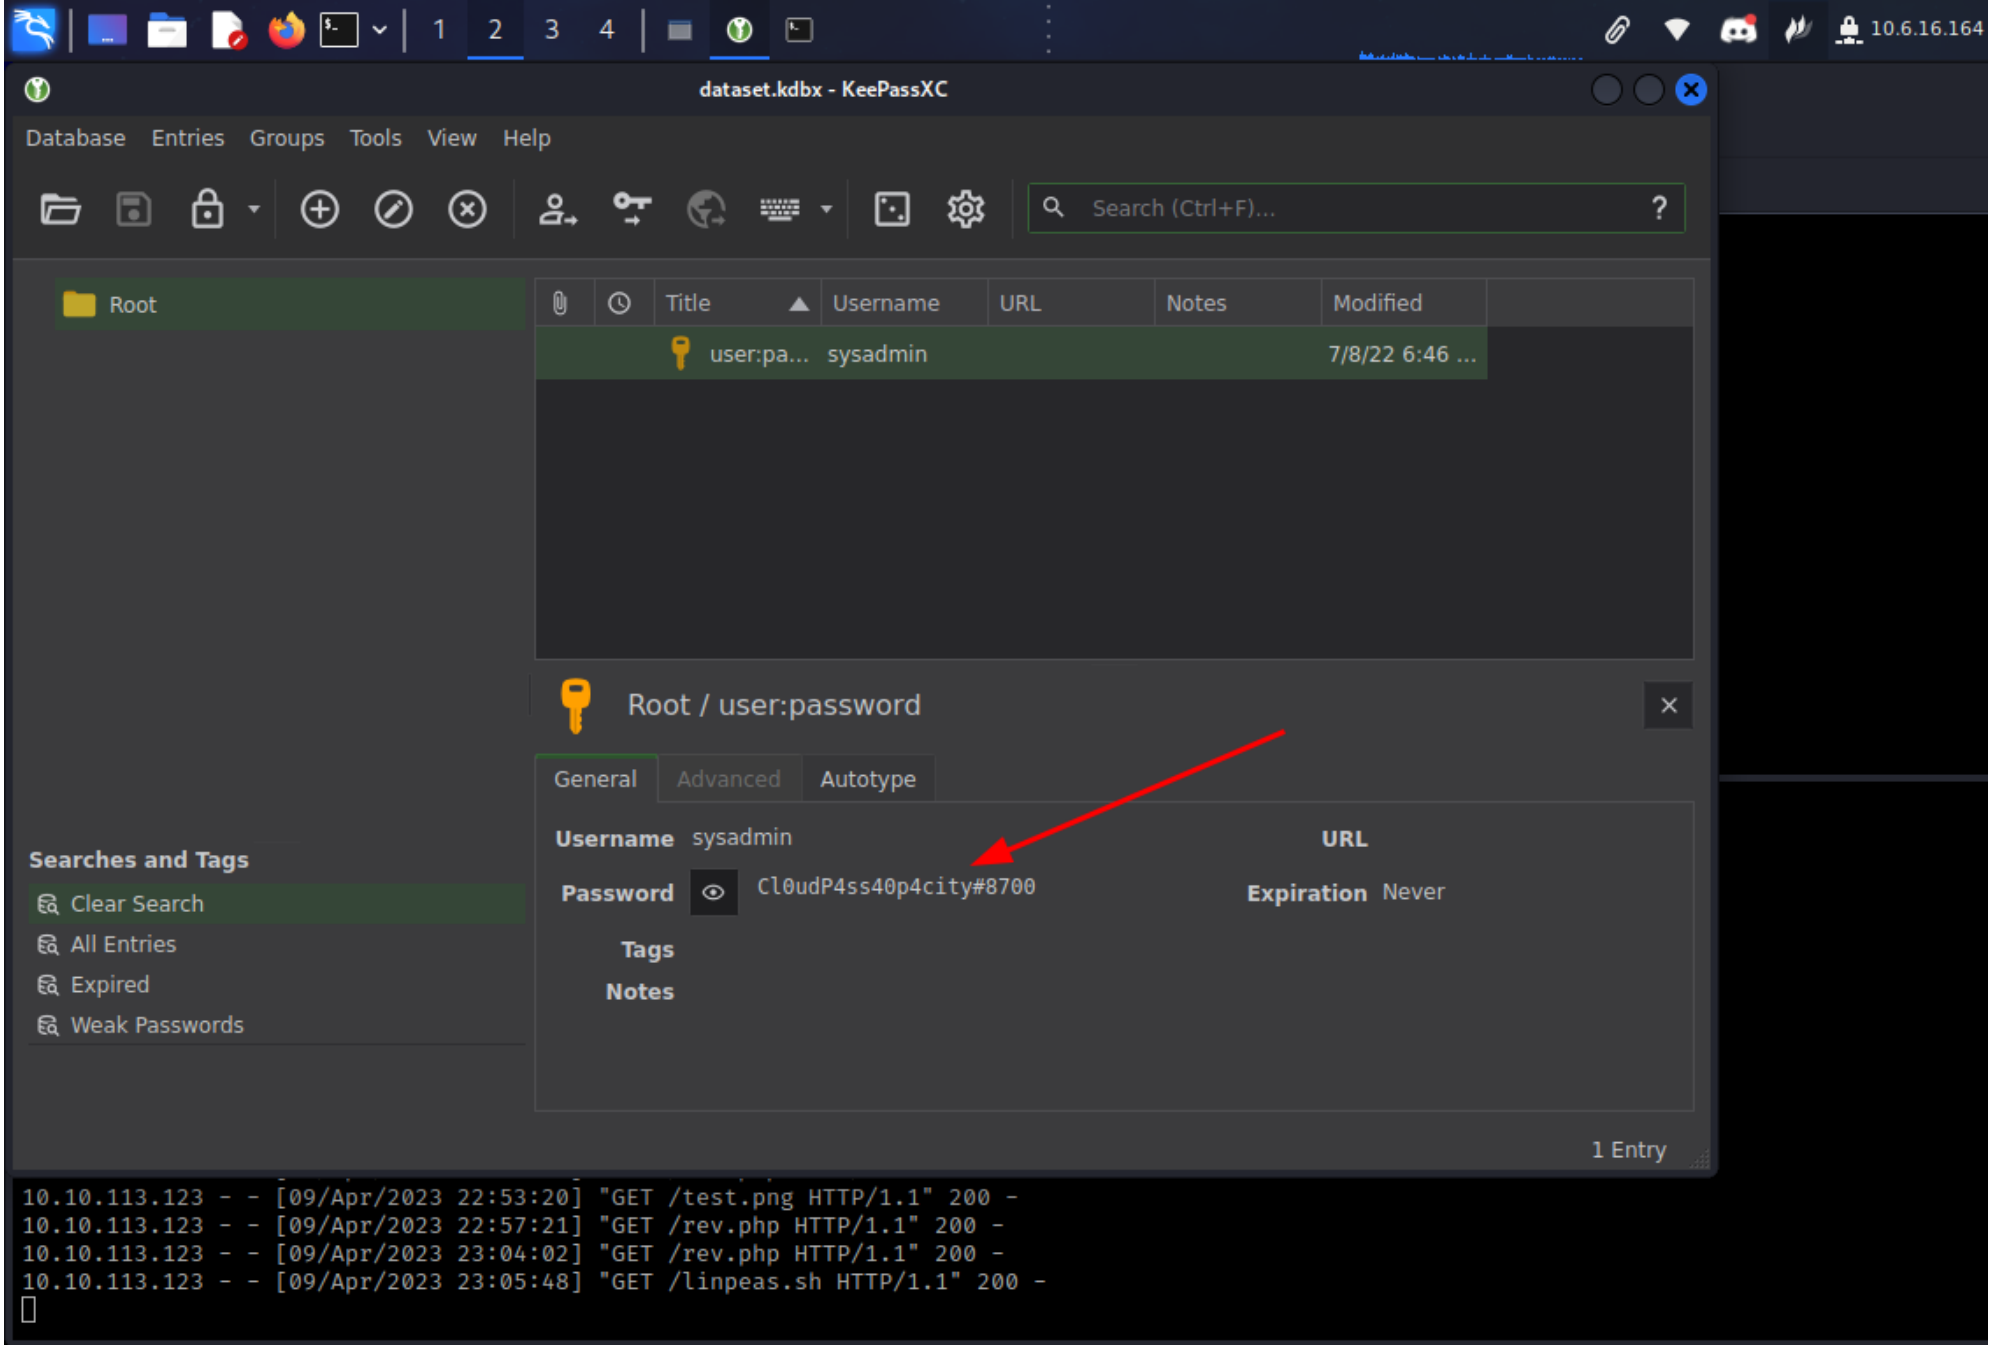 1 2 3 4 10.6.16.164
dataset.kdbx - KeePassXC
Database Entries Groups Tools View Help
Search (Ctrl+F)... ?
Root
Title Username URL Notes Modified
user:pa... sysadmin 7/8/22 6:46 ...
Root / user:password
General Advanced Autotype
Username sysadmin URL
Password Cl0udP4ss40p4city#8700 Expiration Never
Tags
Notes
Searches and Tags
Clear Search
All Entries
Expired
Weak Passwords
1 Entry
10.10.113.123 - - [09/Apr/2023 22:53:20] "GET /test.png HTTP/1.1" 200 -
10.10.113.123 - - [09/Apr/2023 22:57:21] "GET /rev.php HTTP/1.1" 200 -
10.10.113.123 - - [09/Apr/2023 23:04:02] "GET /rev.php HTTP/1.1" 200 -
10.10.113.123 - - [09/Apr/2023 23:05:48] "GET /linpeas.sh HTTP/1.1" 200 -